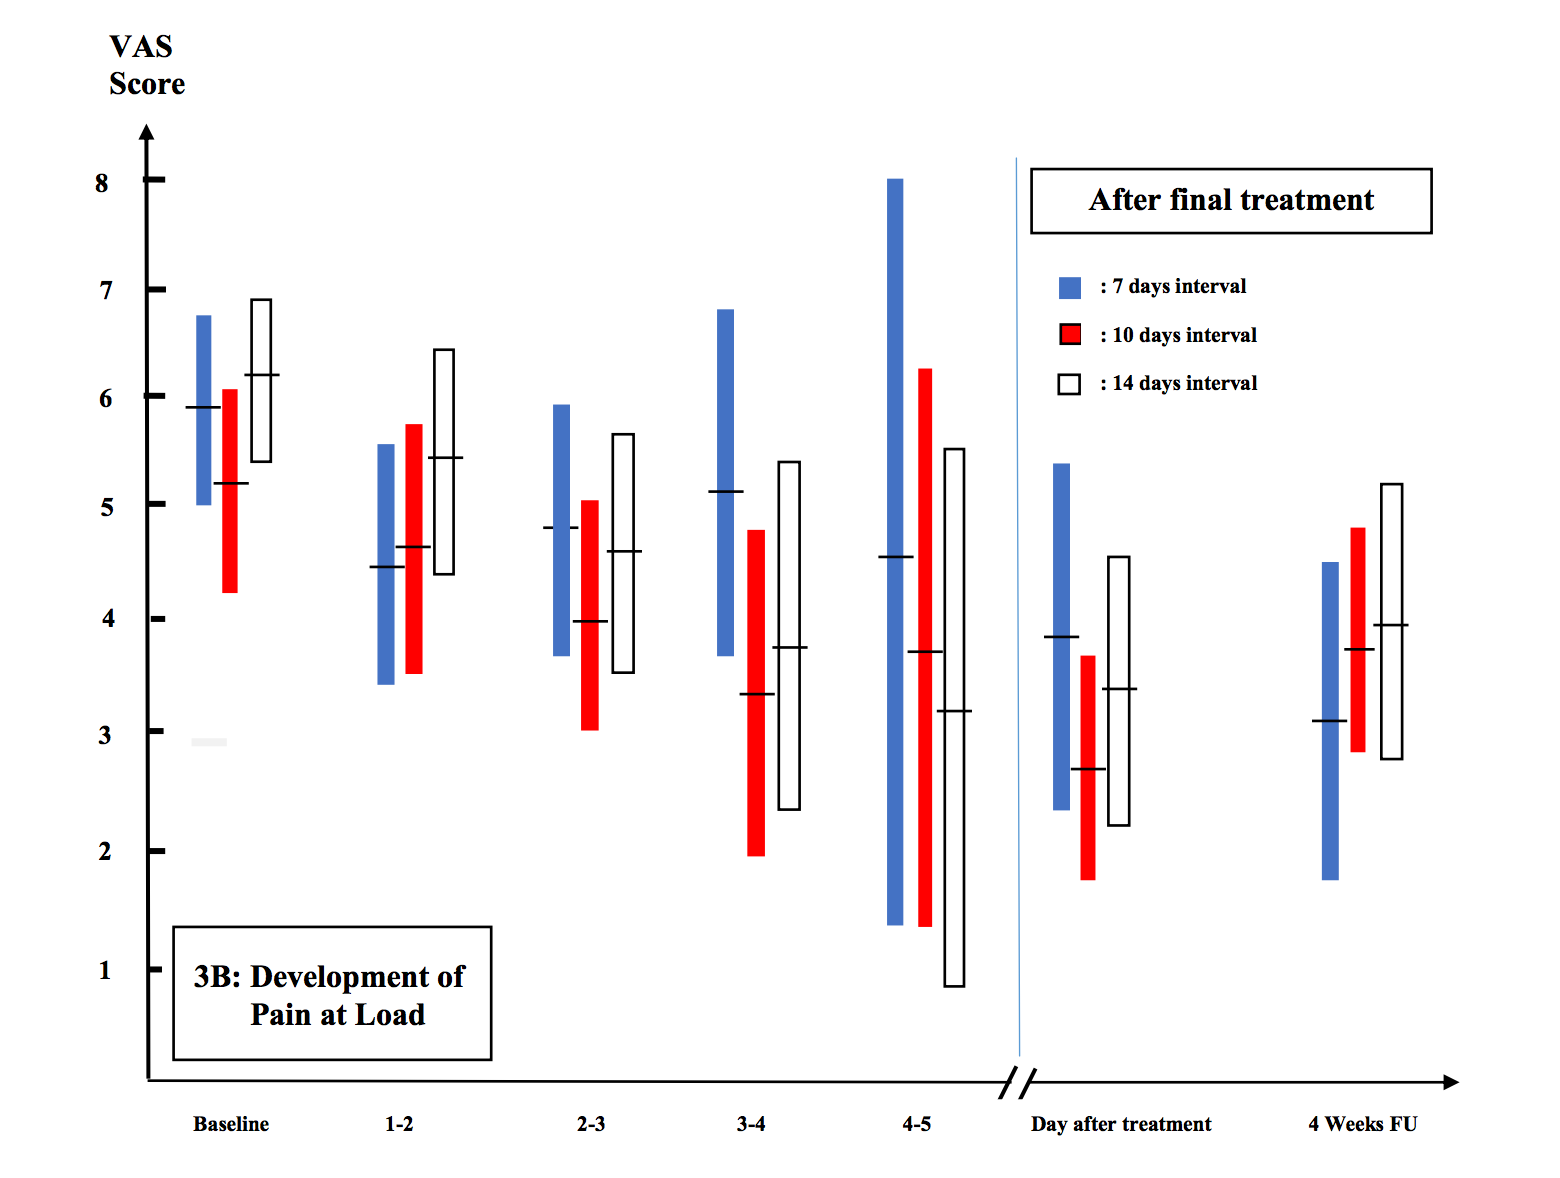 VAS
Score
8
7
6
5
4
3
2
1
After final treatment
: 7 days interval
: 10 days interval
: 14 days interval
3B: Development of
Pain at Load
Baseline
1-2
2-3
3-4
4-5
Day after treatment
4 Weeks FU